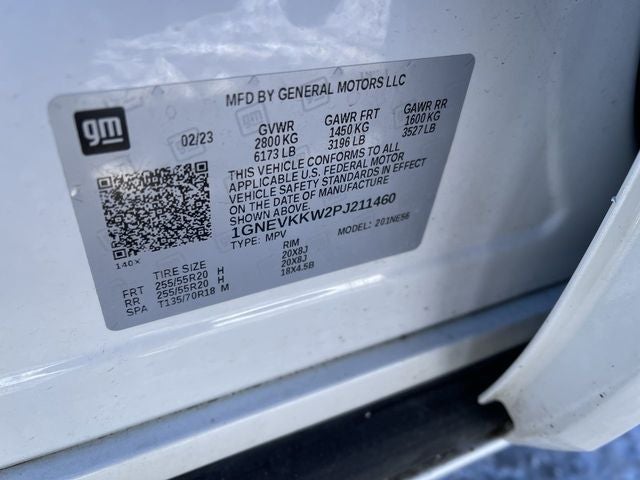 MFD BY GENERAL MOTORS LLC
gm
02/23 GVWR GAWR FRT GAWR RR
2800 KG 1450 KG 1600 KG
6173 LB 3196 LB 3527 LB
THIS VEHICLE CONFORMS TO ALL
APPLICABLE U.S. FEDERAL MOTOR
VEHICLE SAFETY STANDARDS IN EFFECT
ON THE DATE OF MANUFACTURE
SHOWN ABOVE.
1GNEVKKW2PJ211460
TYPE: MPV MODEL: 201NE56
140X
TIRE SIZE RIM
FRT 255/55R20 H 20X8J
RR 255/55R20 H 20X8J
SPA T135/70R18 M 18X4.5B